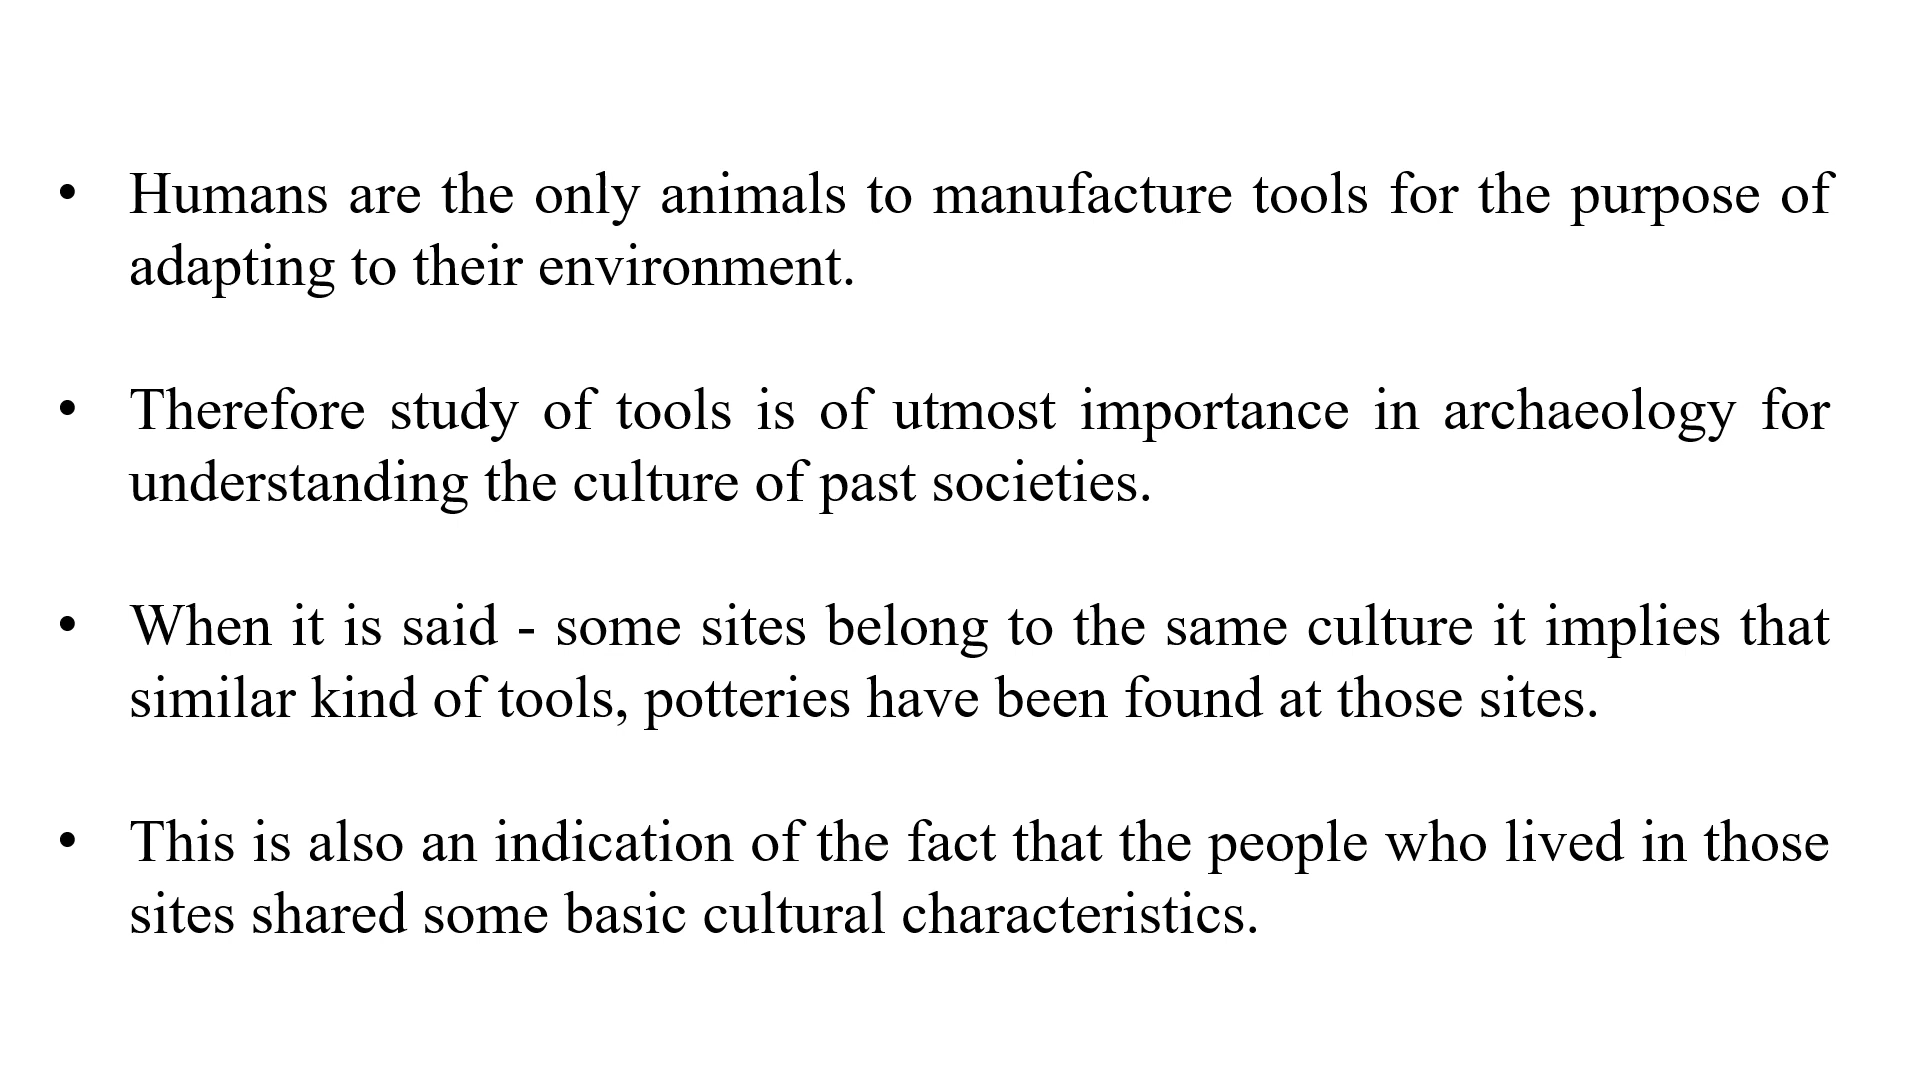 • Humans are the only animals to manufacture tools for the purpose of
adapting to their environment.
• Therefore study of tools is of utmost importance in archaeology for
understanding the culture of past societies.
• When it is said - some sites belong to the same culture it implies that
similar kind of tools, potteries have been found at those sites.
• This is also an indication of the fact that the people who lived in those
sites shared some basic cultural characteristics.